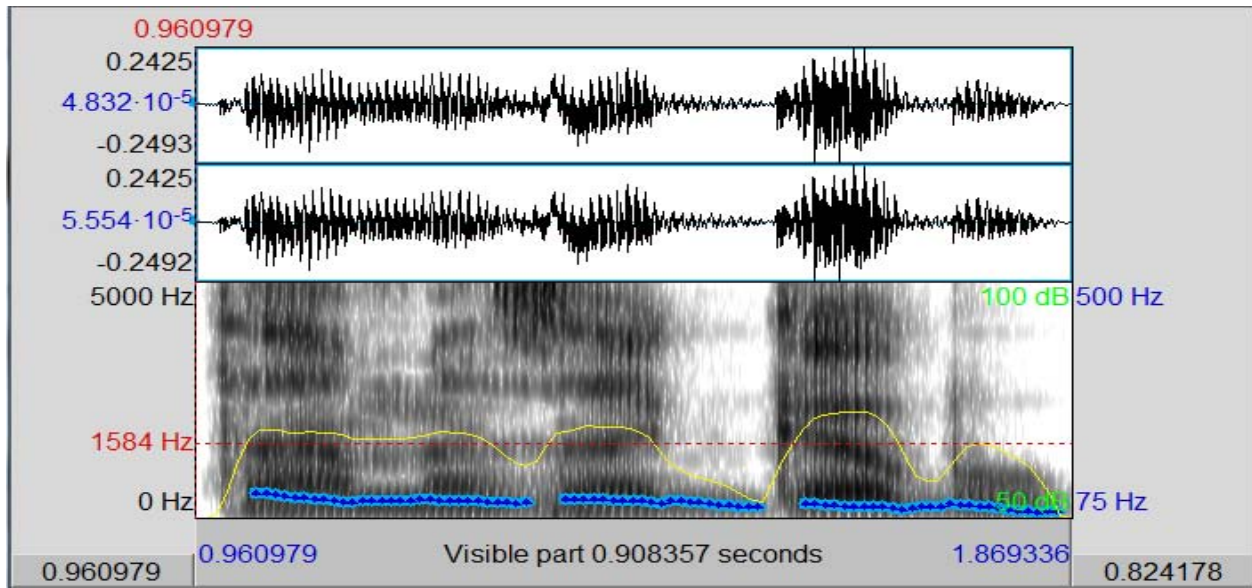 0.960979
0.2425
4.832·10-5
-0.2493
0.2425
5.554·10-5
-0.2492
5000 Hz
100 dB 500 Hz
1584 Hz
0 Hz
50 dB 75 Hz
0.960979 Visible part 0.908357 seconds 1.869336
0.960979 0.824178